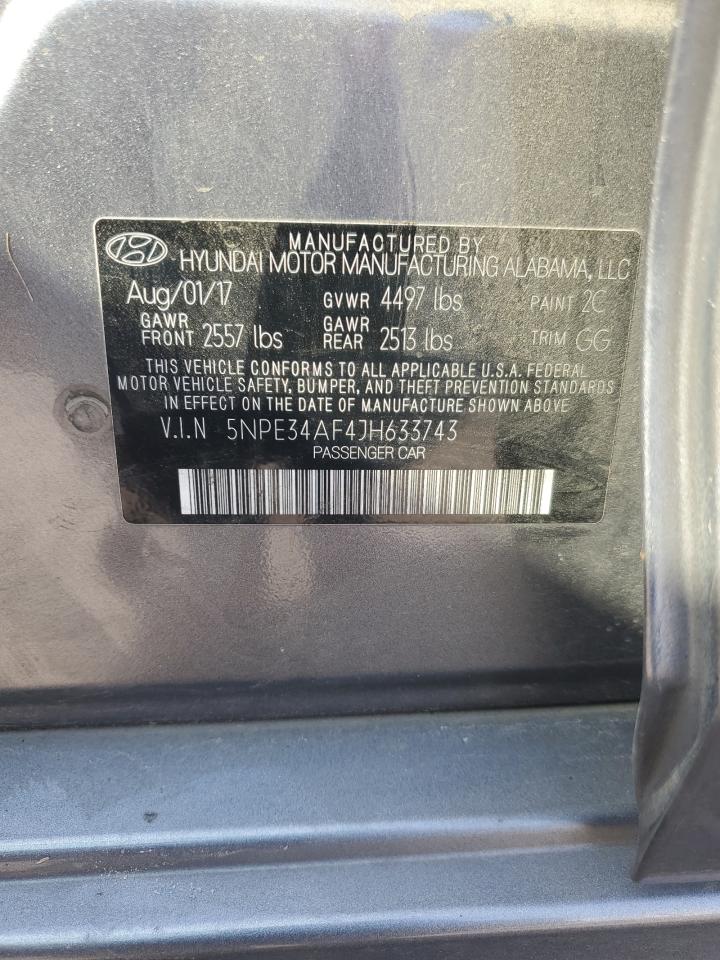 MANUFACTURED BY
HYUNDAI MOTOR MANUFACTURING ALABAMA, LLC
Aug/01/17 GVWR 4497 lbs PAINT 2C
GAWR FRONT 2557 lbs GAWR REAR 2513 lbs TRIM GG
THIS VEHICLE CONFORMS TO ALL APPLICABLE U.S.A. FEDERAL
MOTOR VEHICLE SAFETY, BUMPER, AND THEFT PREVENTION STANDARDS
IN EFFECT ON THE DATE OF MANUFACTURE SHOWN ABOVE
V.I.N 5NPE34AF4JH633743
PASSENGER CAR